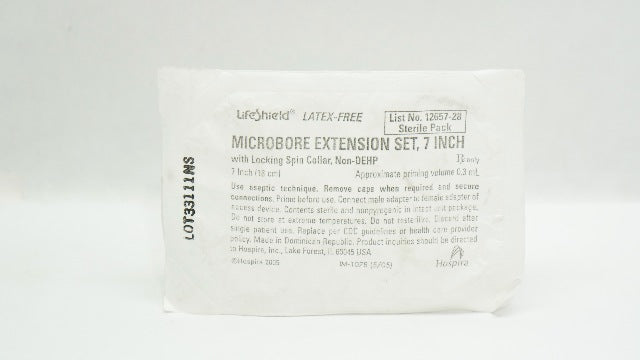 LifeShield® LATEX-FREE
List No. 12657-28
Sterile Pack
MICROBORE EXTENSION SET, 7 INCH
with Locking Spin Collar, Non-DEHP
℞ only
7 Inch (18 cm)
Approximate priming volume 0.3 mL
Use aseptic technique. Remove caps when required and secure
connections. Prime before use. Connect male adapter to female adapter of
access device. Contents sterile and nonpyrogenic in intact unit package.
Do not store at extreme temperatures. Do not resterilize. Discard after
single patient use. Replace per CDC guidelines or health care provider
policy. Made in Dominican Republic. Product inquiries should be directed
to Hospira, Inc., Lake Forest, IL 60045 USA
©Hospira 2005
IM-1075 (5/05)
Hospira
LOT33111NS